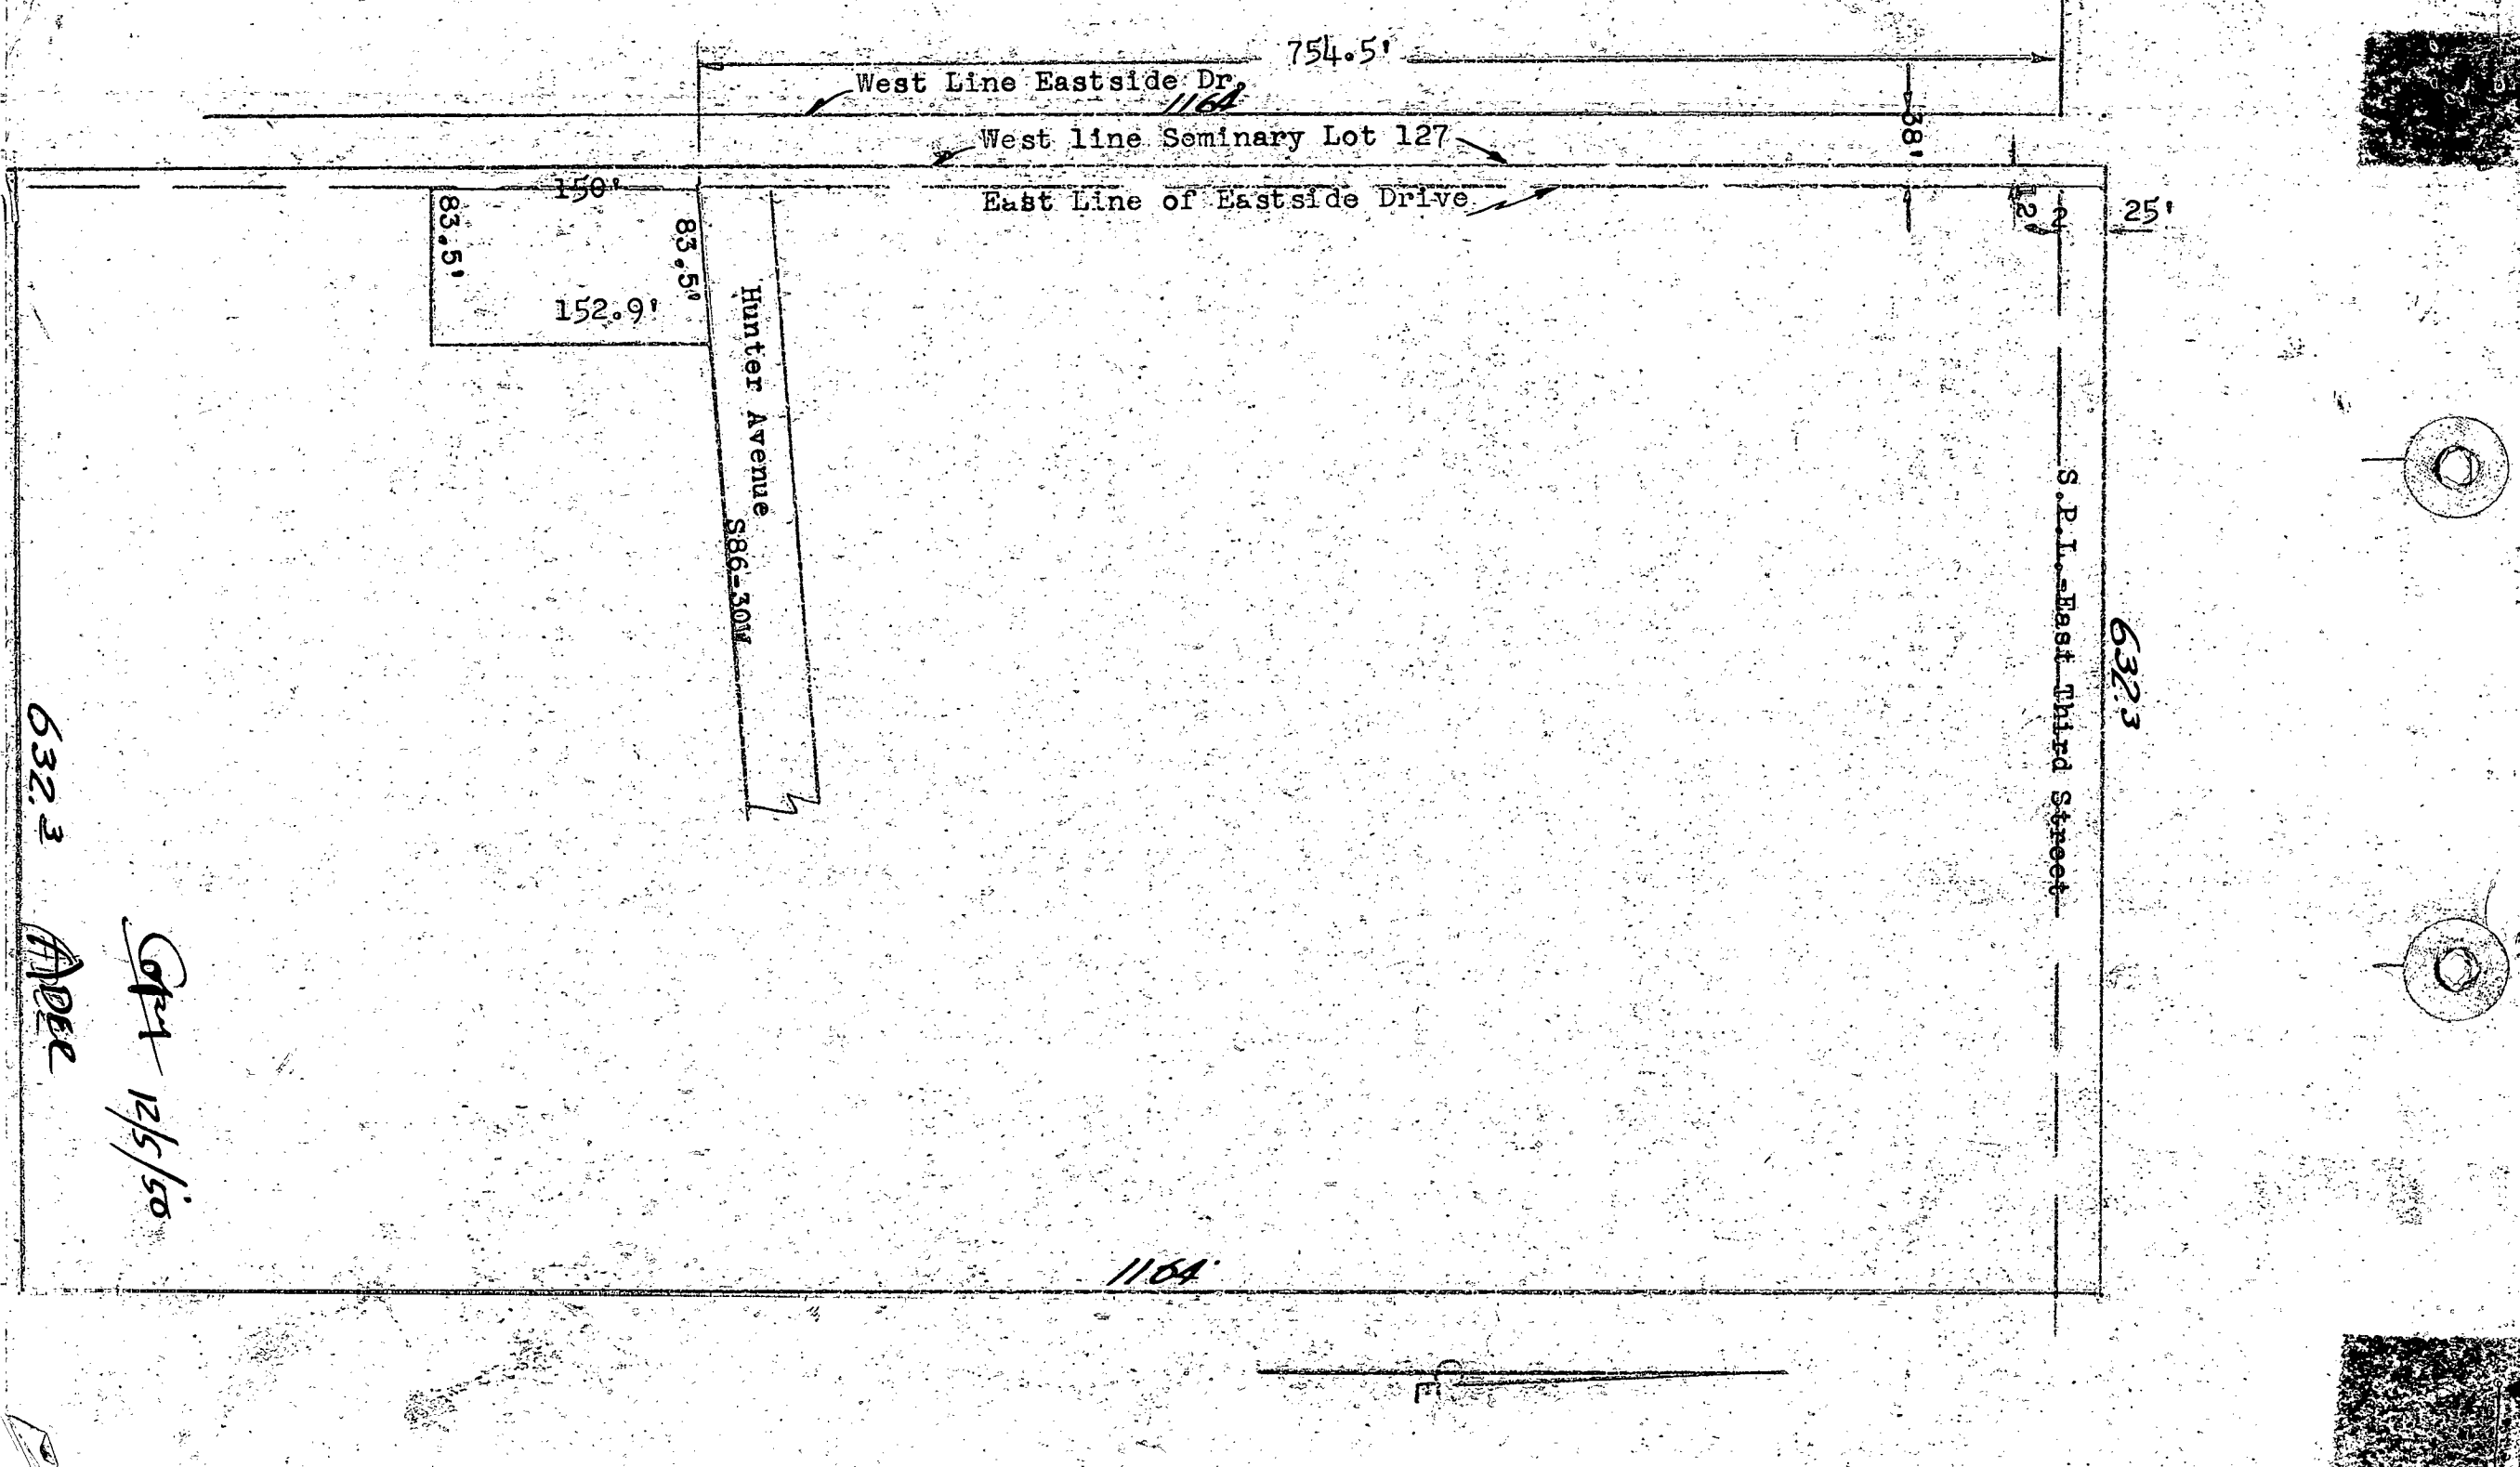 754.5'
West Line Eastside Dr.
1164
West line Seminary Lot 127
38'
East Line of Eastside Drive
150'
83.5'
83.5'
152.9'
12'
25'
Hunter Avenue
S86-30W
S.P.L.-East Third Street
632.3
632.3
ADEL
Copy 12/5/50
1164